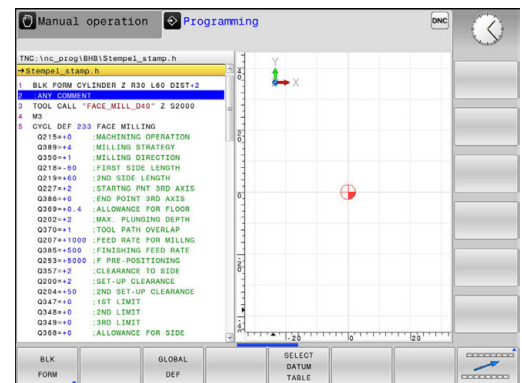 Manual operation
Programming
DNC
TNC:\nc_prog\BHB\Stempel_stamp.h
→Stempel_stamp.h
1 BLK FORM CYLINDER Z R30 L60 DIST+2
2 ;ANY COMMENT
3 TOOL CALL "FACE_MILL_D40" Z S2000
4 M3
5 CYCL DEF 233 FACE MILLING
Q215=+0 ;MACHINING OPERATION
Q389=+4 ;MILLING STRATEGY
Q350=+1 ;MILLING DIRECTION
Q218=-60 ;FIRST SIDE LENGTH
Q219=+60 ;2ND SIDE LENGTH
Q227=+2 ;STARTNG PNT 3RD AXIS
Q386=+0 ;END POINT 3RD AXIS
Q369=+0.4 ;ALLOWANCE FOR FLOOR
Q202=+2 ;MAX. PLUNGING DEPTH
Q370=+1 ;TOOL PATH OVERLAP
Q207=+1000 ;FEED RATE FOR MILLNG
Q385=+500 ;FINISHING FEED RATE
Q253=+5000 ;F PRE-POSITIONING
Q357=+2 ;CLEARANCE TO SIDE
Q200=+2 ;SET-UP CLEARANCE
Q204=+50 ;2ND SET-UP CLEARANCE
Q347=+0 ;1ST LIMIT
Q348=+0 ;2ND LIMIT
Q349=+0 ;3RD LIMIT
Q368=+0 ;ALLOWANCE FOR SIDE
Y
X
0
-20
0
20
BLK
FORM
GLOBAL
DEF
SELECT
DATUM
TABLE